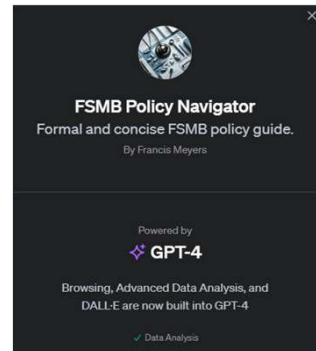 FSMB Policy Navigator
Formal and concise FSMB policy guide.
By Francis Meyers
Powered by
GPT-4
Browsing, Advanced Data Analysis, and
DALL·E are now built into GPT-4
✓ Data Analysis